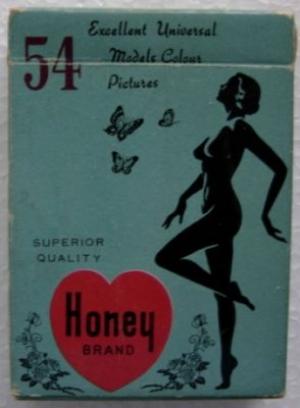 54 Excellent Universal
Models Colour
Pictures
SUPERIOR
QUALITY
Honey
BRAND